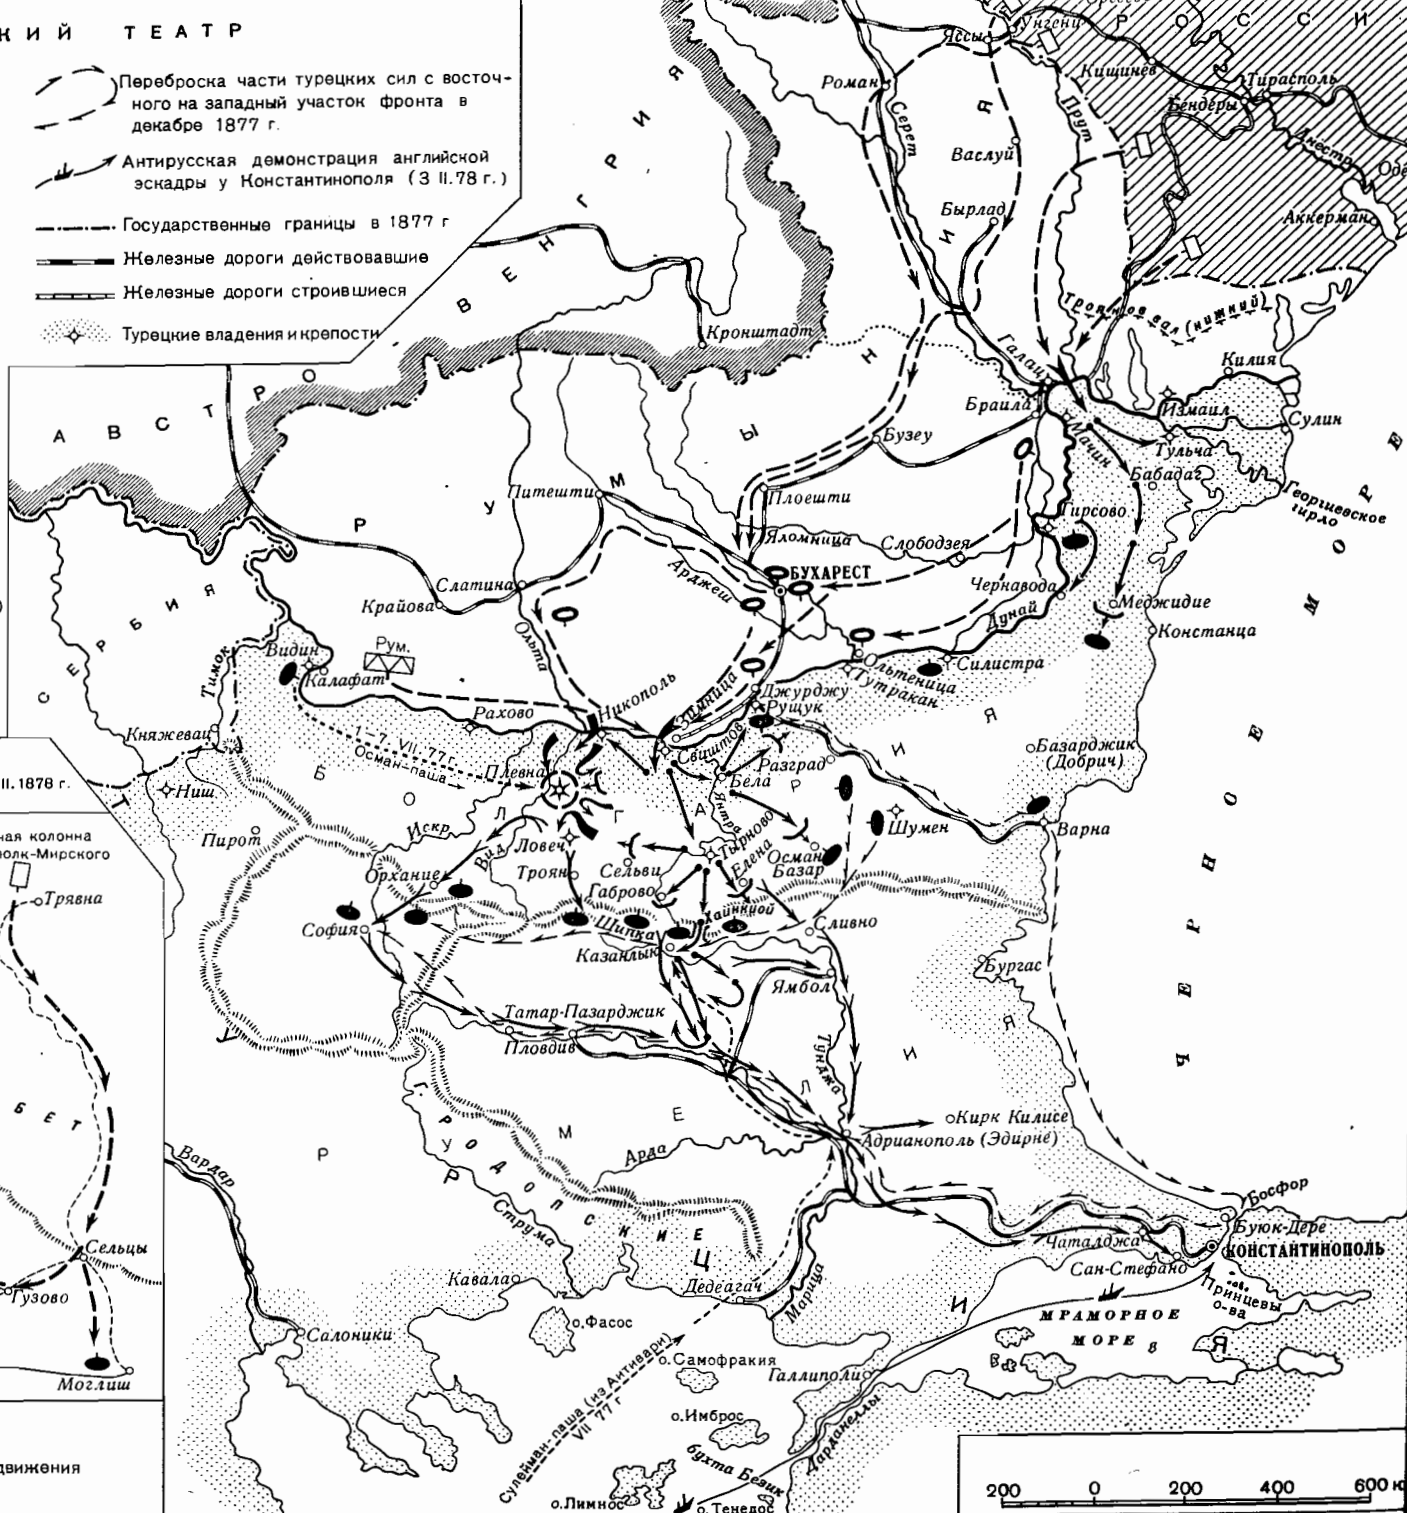 КИЙ ТЕАТР
Переброска части турецких сил с восточ-
ного на западный участок фронта в
декабре 1877 г.
Антирусская демонстрация английской
эскадры у Константинополя (3 II.78 г.)
Государственные границы в 1877 г
Железные дороги действовавшие
Железные дороги строившиеся
Турецкие владения и крепости
РОССИ
АВСТРО
ВЕНГРИЯ
РУМЫНИЯ
СЕРБИЯ
БОЛГАРИЯ
РУМЕЛИЯ
ТУРЦИЯ
ЧЕРНОЕ МОРЕ
Яссы
Унгени
Роман
Кишинёв
Тирасполь
Бендеры
Серет
Прут
Васлуй
Днестр
Оде
Бырлад
Аккерман
Троянов вал (нижний)
Кронштадт
Галац
Килия
Браила
Измаил
Сулин
Мачин
Тульча
Бузеу
Бабадаг
Георгиевское
гирло
Питешти
Плоешти
Гирсово
Яломница
Слободзея
Арджеш
БУХАРЕСТ
Слатина
Крайова
Чернавода
Дунай
Меджидие
Констанца
Ольта
Видин
Рум.
Калафат
Тимок
Ольтеница
Тутракан
Силистра
Никополь
Зимница
Джурджу
Рущук
Княжевац
Рахово
1–7. VII. 77г.
Осман-паша
Свиштов
Плевна
Бела
Разград
Базарджик
(Добрич)
Ниш
Янтра
II.1878 г.
Пирот
Искр
Вид
Ловеч
Тырново
Елена
Шумен
Варна
Осман
Базар
ная колонна
полк-Мирского
Трявна
Орхание
Троян
Сельви
Габрово
София
Шипка
Хаинкиой
Сливно
Казанлык
Ямбол
Бургас
Татар-Пазарджик
Пловдив
Тунджа
БЕТ
Кирк Килисе
Адрианополь (Эдирне)
Вардар
Арда
РОДОПСКИЕ
Струма
Босфор
Буюк-Дере
КОНСТАНТИНОПОЛЬ
Чаталджа
Сан-Стефано
Принцевы
о-ва
Сельцы
Гузово
Кавала
Дедеагач
Марица
Салоники
о.Фасос
МРАМОРНОЕ
МОРЕ
Моглиш
о.Самофракия
Галлиполи
Сулейман-паша (из Антивари)
VII 77 г
о.Имброс
Дарданеллы
бухта Безик
движения
о.Лимнос
о.Тенедос
200 0 200 400 600 к